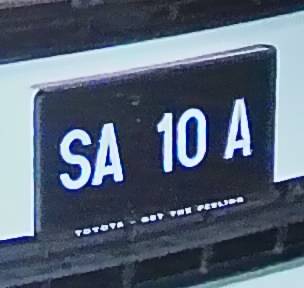 SA 10 A
TOYOTA - GET THE FEELING